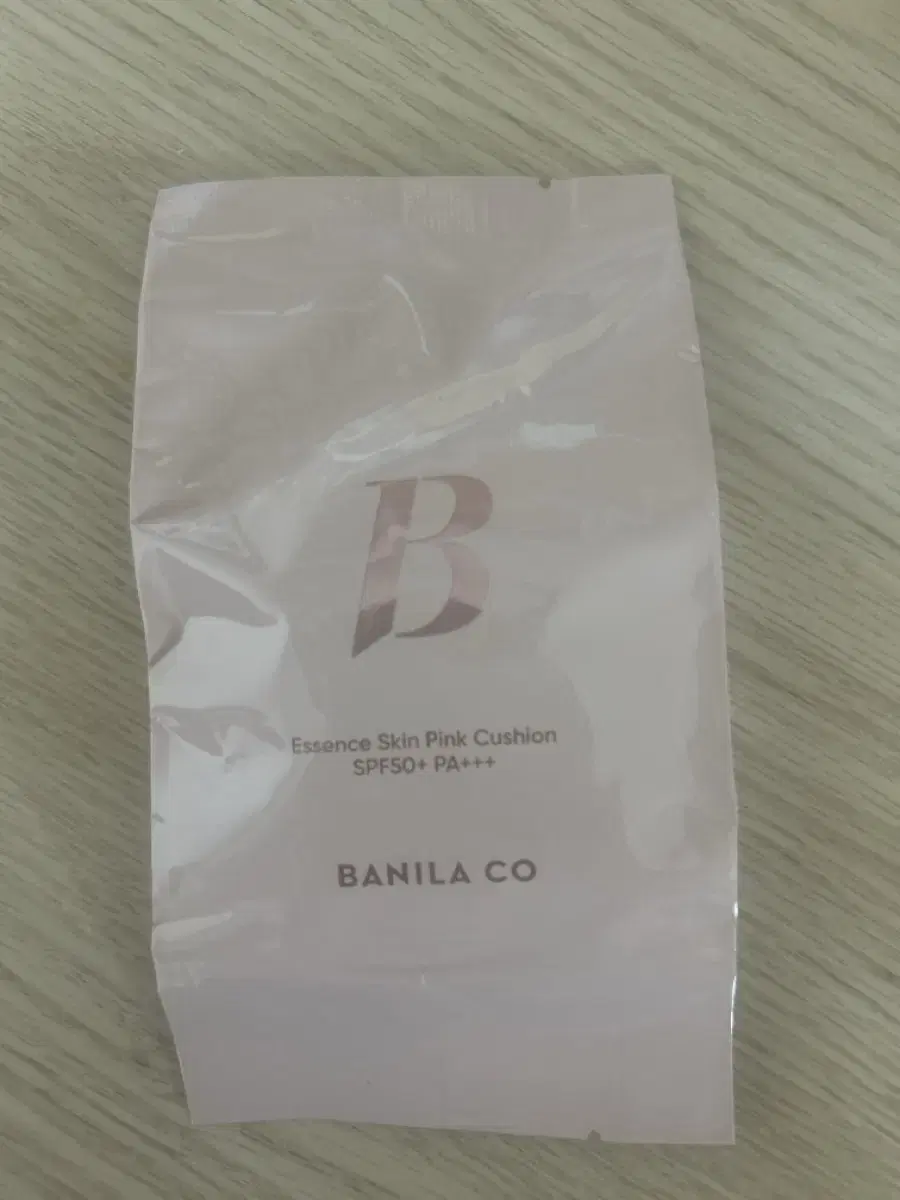 B
Essence Skin Pink Cushion
SPF50+ PA+++
BANILA CO